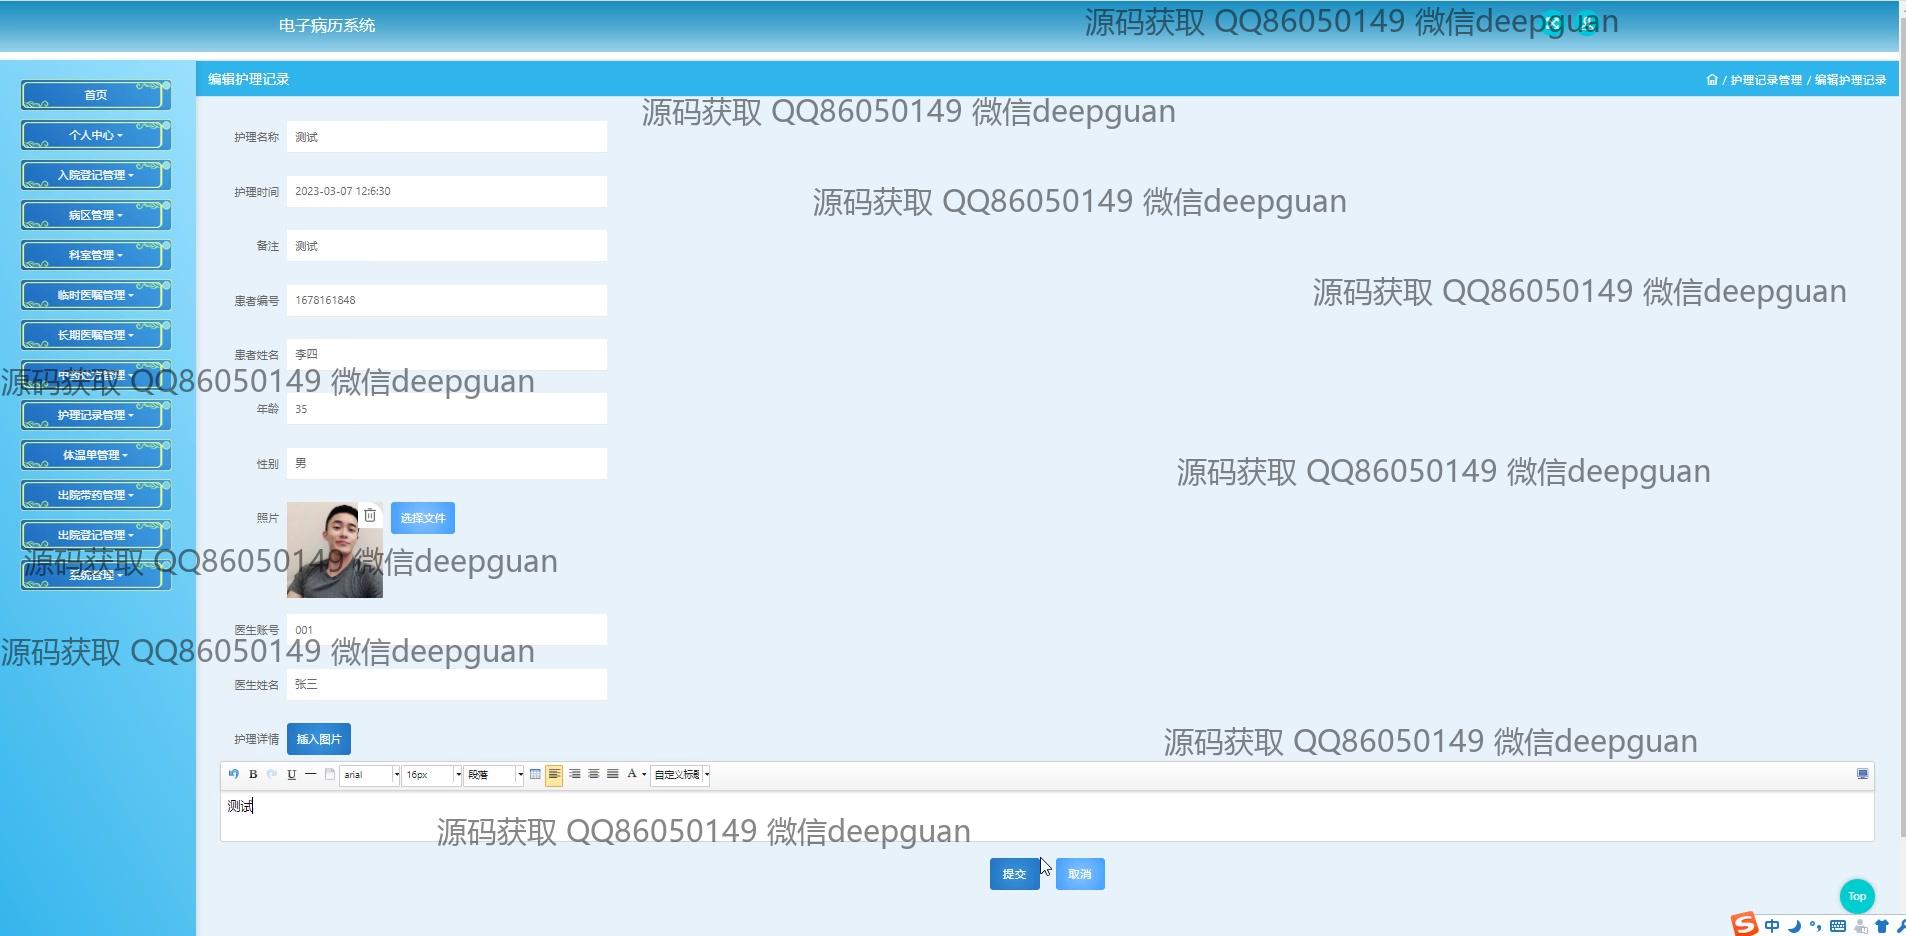 电子病历系统
源码获取 QQ86050149 微信deepguan
首页
个人中心
入院登记管理
病区管理
科室管理
临时医嘱管理
长期医嘱管理
护理记录管理
体温单管理
出院带药管理
出院登记管理
系统管理
编辑护理记录
/ 护理记录管理 / 编辑护理记录
源码获取 QQ86050149 微信deepguan
护理名称 测试
源码获取 QQ86050149 微信deepguan
护理时间 2023-03-07 12:6:30
备注 测试
源码获取 QQ86050149 微信deepguan
患者编号 1678161848
患者姓名 李四
源码获取 QQ86050149 微信deepguan
年龄 35
性别 男
源码获取 QQ86050149 微信deepguan
照片 选择文件
源码获取 QQ86050149 微信deepguan
医生账号 001
源码获取 QQ86050149 微信deepguan
医生姓名 张三
护理详情 插入图片
源码获取 QQ86050149 微信deepguan
B U arial 16px 段落 A 自定义标题
测试
源码获取 QQ86050149 微信deepguan
提交 取消
Top
S 中